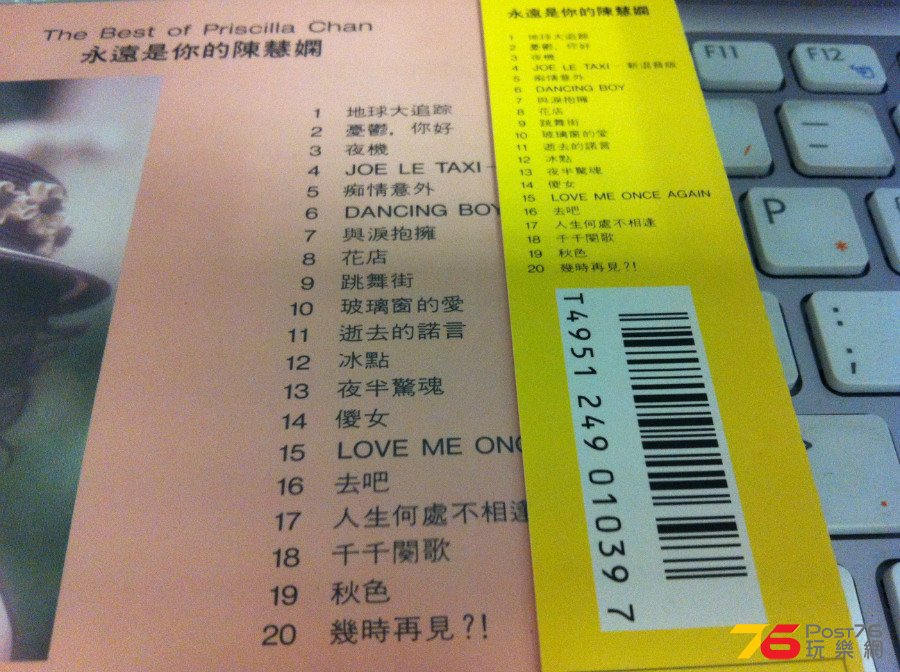 The Best of Priscilla Chan
永遠是你的陳慧嫻
1 地球大追踪
2 憂鬱，你好
3 夜機
4 JOE LE TAXI-
5 痴情意外
6 DANCING BOY
7 與淚抱擁
8 花店
9 跳舞街
10 玻璃窗的愛
11 逝去的諾言
12 冰點
13 夜半驚魂
14 傻女
15 LOVE ME ONC
16 去吧
17 人生何處不相逢
18 千千闋歌
19 秋色
20 幾時再見?!
永遠是你的陳慧嫻
1 地球大追踪
2 憂鬱，你好
3 夜機
4 JOE LE TAXI-新混音版
5 痴情意外
6 DANCING BOY
7 與淚抱擁
8 花店
9 跳舞街
10 玻璃窗的愛
11 逝去的諾言
12 冰點
13 夜半驚魂
14 傻女
15 LOVE ME ONCE AGAIN
16 去吧
17 人生何處不相逢
18 千千闋歌
19 秋色
20 幾時再見?!
T4951 249 01039 7
F11
F12
P
*
76 POST76
玩樂網